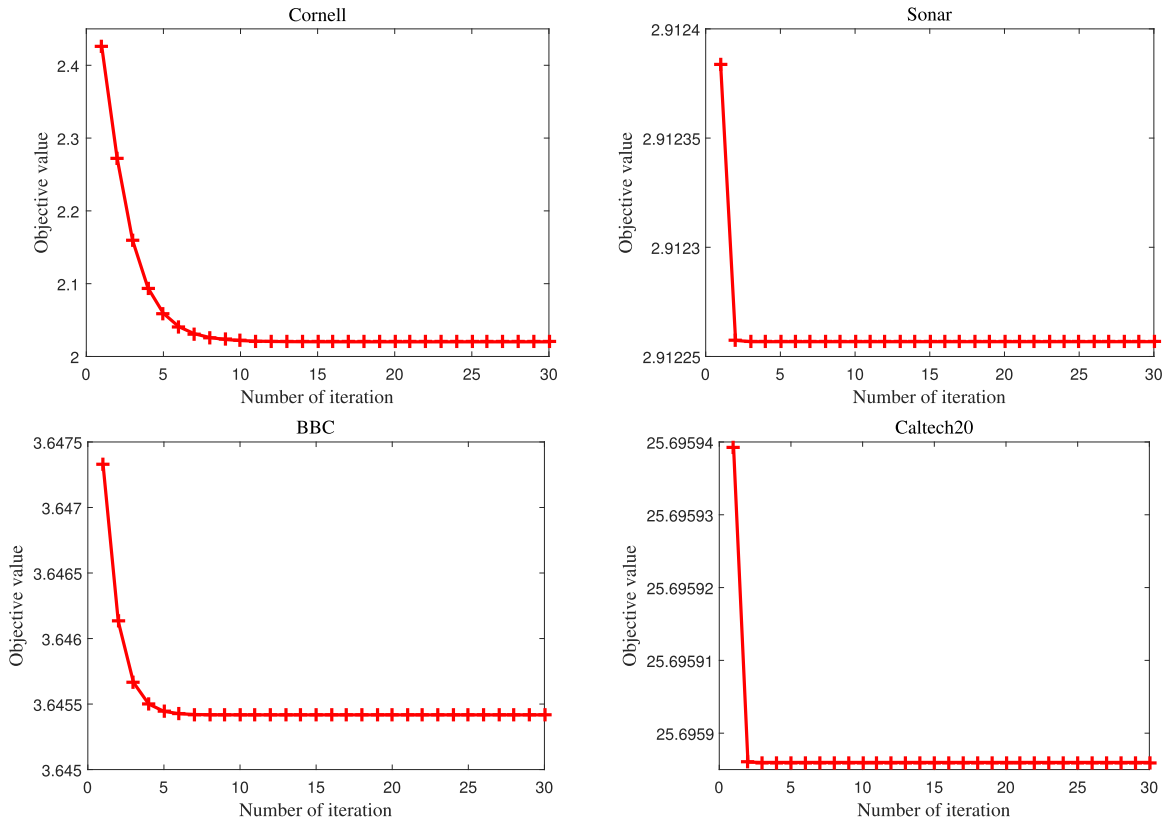 Cornell
2.4
2.3
2.2
2.1
2
Objective value
0 5 10 15 20 25 30
Number of iteration
Sonar
2.9124
2.91235
2.9123
2.91225
Objective value
0 5 10 15 20 25 30
Number of iteration
BBC
3.6475
3.647
3.6465
3.646
3.6455
3.645
Objective value
0 5 10 15 20 25 30
Number of iteration
Caltech20
25.69594
25.69593
25.69592
25.69591
25.6959
Objective value
0 5 10 15 20 25 30
Number of iteration